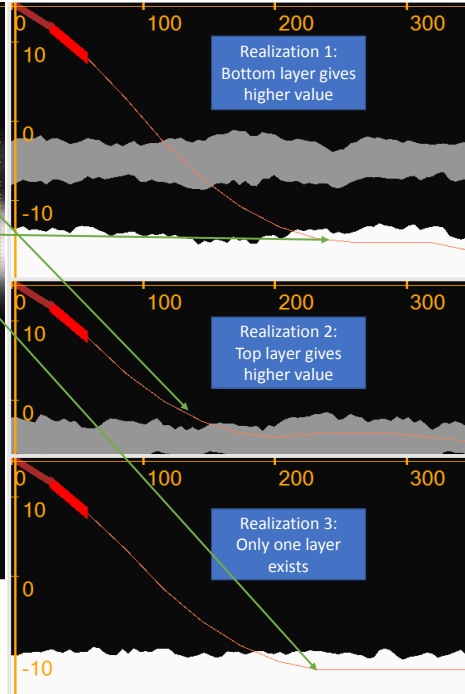 0
100
200
300
10
Realization 1:
Bottom layer gives
higher value
0
-10
0
100
200
300
10
Realization 2:
Top layer gives
higher value
0
0
100
200
300
10
Realization 3:
Only one layer
exists
0
-10